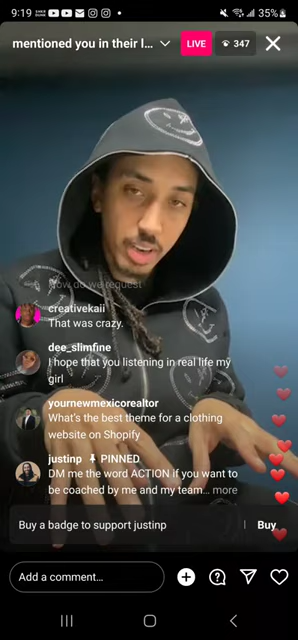 9:19
35%
mentioned you in their l...
LIVE
347
How do we request
creativekaii
That was crazy.
dee_slimfine
I hope that you listening in real life my
girl
yournewmexicorealtor
What's the best theme for a clothing
website on Shopify
justinp PINNED
DM me the word ACTION if you want
to be coached by me and my team... more
Buy a badge to support justinp
Buy
Add a comment...